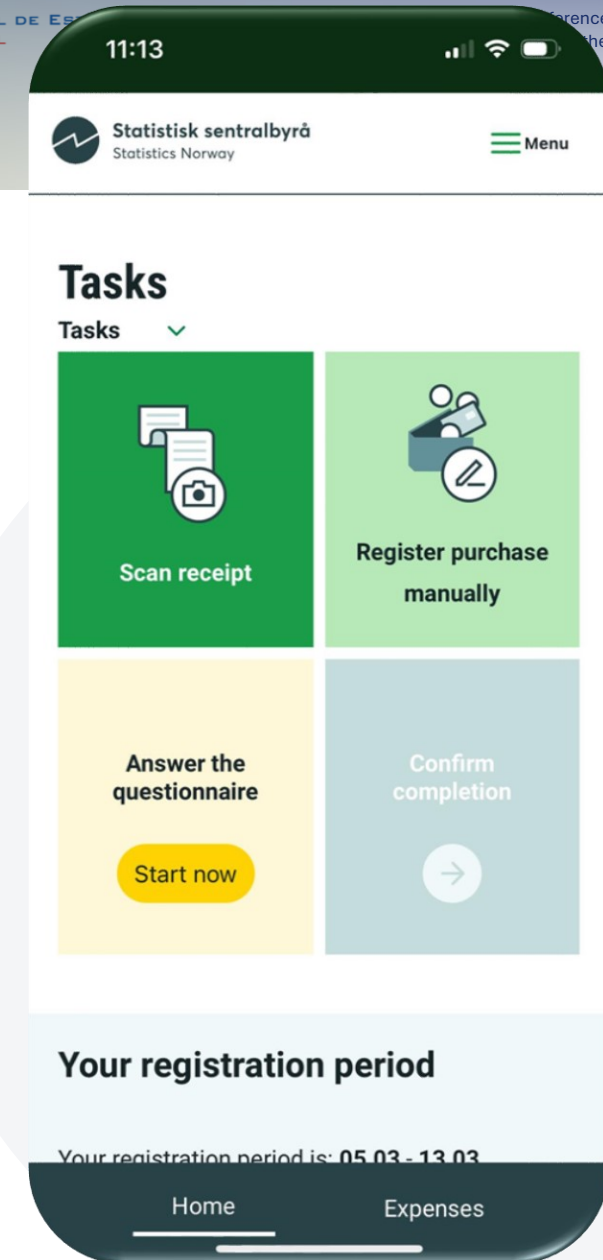 DE
11:13
Statistisk sentralbyrå
Statistics Norway
Menu
Tasks
Tasks
Scan receipt
Register purchase
manually
Answer the
questionnaire
Start now
Confirm
completion
Your registration period
Your registration period is: 05.03 - 13.03
Home
Expenses